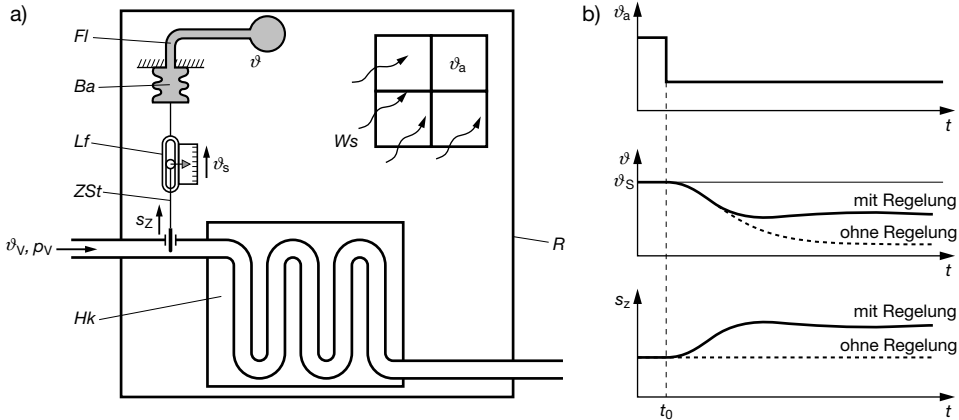 a)
Fl
ϑ
Ba
ϑa
Ws
Lf
ϑs
ZSt
sZ
ϑV, pV
R
Hk
b)
ϑa
t
ϑ
ϑS
mit Regelung
ohne Regelung
t
sz
mit Regelung
ohne Regelung
t0
t